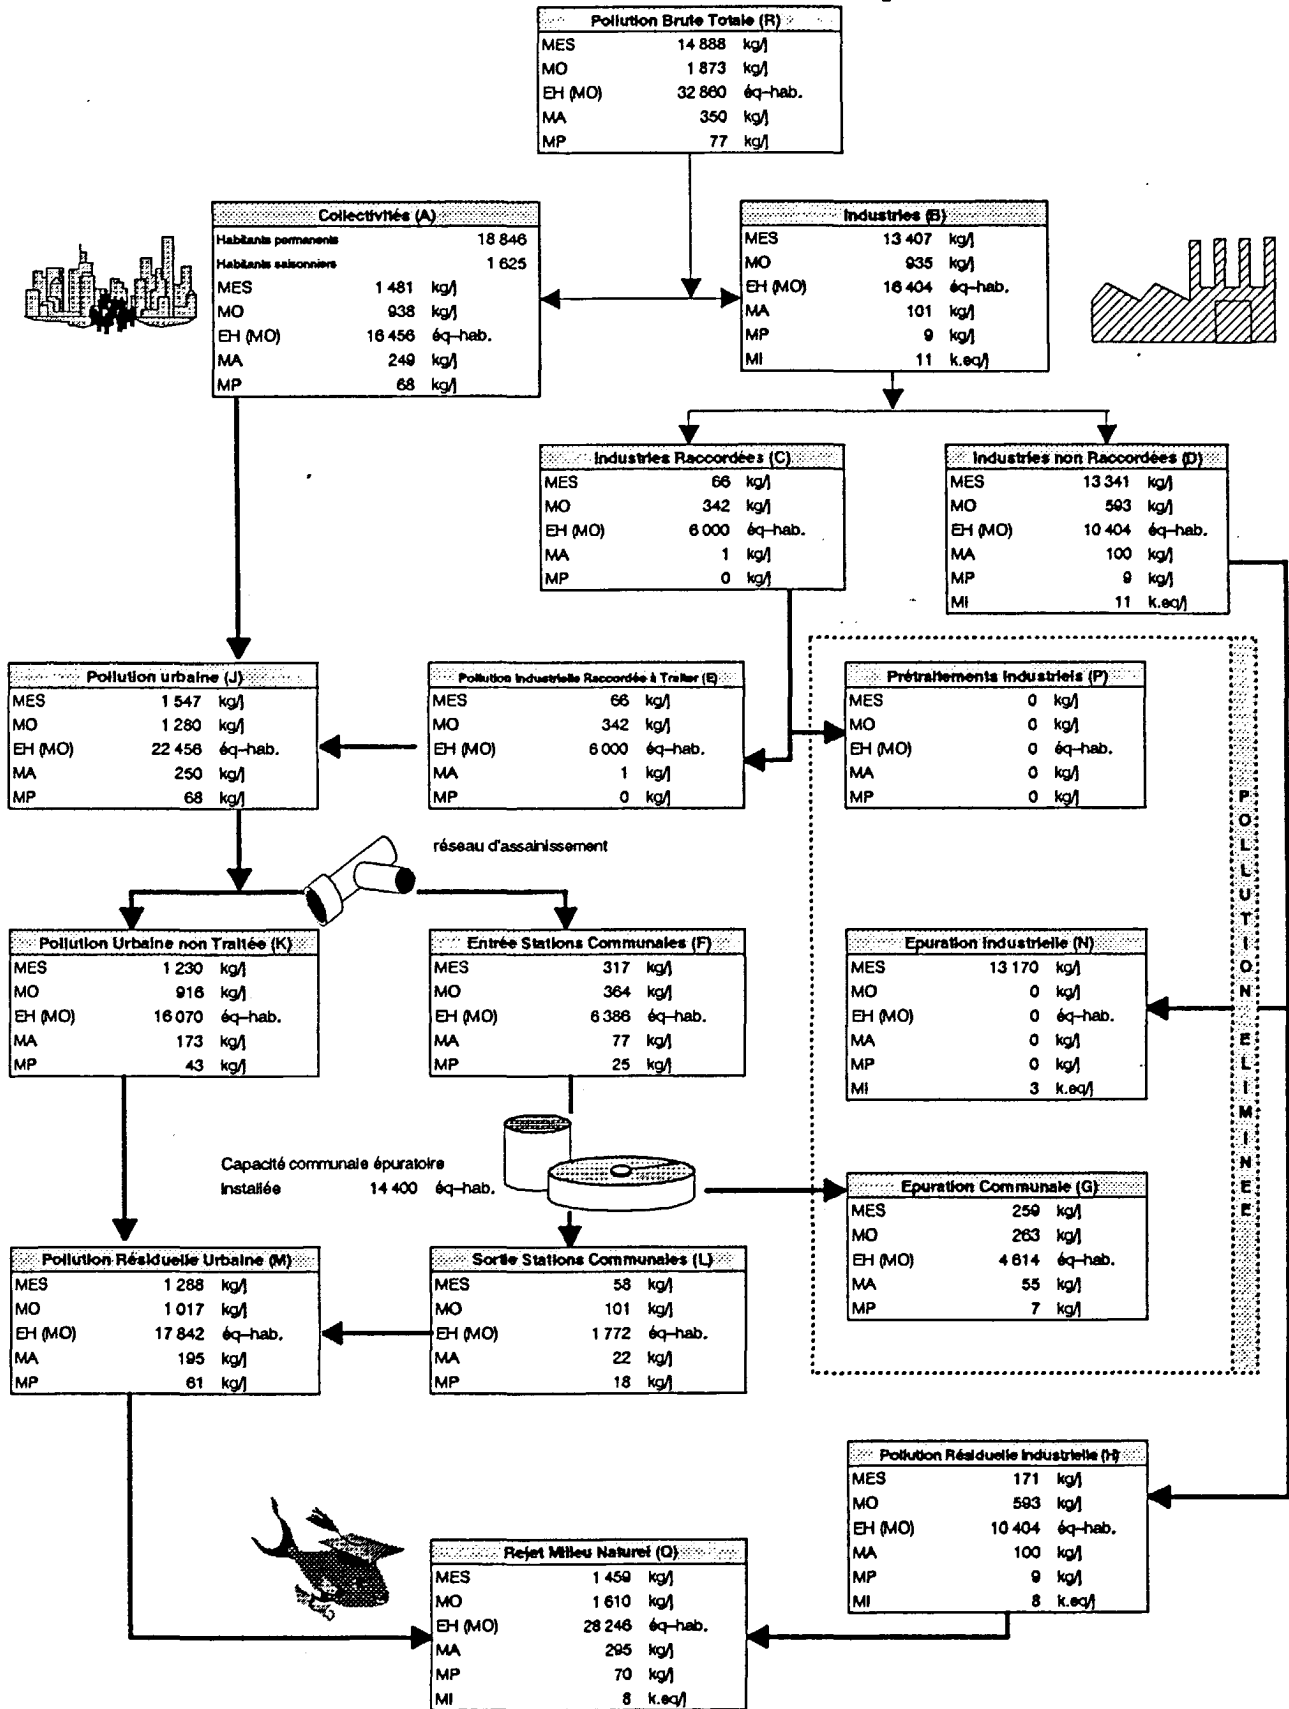 Pollution Brute Totale (R)
MES 14 888 kg/j
MO 1 873 kg/j
EH (MO) 32 860 éq-hab.
MA 350 kg/j
MP 77 kg/j
Collectivités (A)
Habitants permanents 18 846
Habitants saisonniers 1 625
MES 1 481 kg/j
MO 938 kg/j
EH (MO) 16 456 éq-hab.
MA 249 kg/j
MP 68 kg/j
Industries (B)
MES 13 407 kg/j
MO 935 kg/j
EH (MO) 16 404 éq-hab.
MA 101 kg/j
MP 9 kg/j
MI 11 k.eq/j
Industries Raccordées (C)
MES 66 kg/j
MO 342 kg/j
EH (MO) 6 000 éq-hab.
MA 1 kg/j
MP 0 kg/j
Industries non Raccordées (D)
MES 13 341 kg/j
MO 593 kg/j
EH (MO) 10 404 éq-hab.
MA 100 kg/j
MP 9 kg/j
MI 11 k.eq/j
Pollution urbaine (J)
MES 1 547 kg/j
MO 1 280 kg/j
EH (MO) 22 456 éq-hab.
MA 250 kg/j
MP 68 kg/j
Pollution Industrielle Raccordée à Traiter (E)
MES 66 kg/j
MO 342 kg/j
EH (MO) 6 000 éq-hab.
MA 1 kg/j
MP 0 kg/j
Prétraitements Industriels (P)
MES 0 kg/j
MO 0 kg/j
EH (MO) 0 éq-hab.
MA 0 kg/j
MP 0 kg/j
POLLUTION ELIMINEE
réseau d'assainissement
Pollution Urbaine non Traitée (K)
MES 1 230 kg/j
MO 916 kg/j
EH (MO) 16 070 éq-hab.
MA 173 kg/j
MP 43 kg/j
Entrée Stations Communales (F)
MES 317 kg/j
MO 364 kg/j
EH (MO) 6 386 éq-hab.
MA 77 kg/j
MP 25 kg/j
Epuration Industrielle (N)
MES 13 170 kg/j
MO 0 kg/j
EH (MO) 0 éq-hab.
MA 0 kg/j
MP 0 kg/j
MI 3 k.eq/j
Capacité communale épuratoire
Installée 14 400 éq-hab.
Epuration Communale (G)
MES 259 kg/j
MO 263 kg/j
EH (MO) 4 614 éq-hab.
MA 55 kg/j
MP 7 kg/j
Pollution Résiduelle Urbaine (M)
MES 1 288 kg/j
MO 1 017 kg/j
EH (MO) 17 842 éq-hab.
MA 195 kg/j
MP 61 kg/j
Sortie Stations Communales (L)
MES 58 kg/j
MO 101 kg/j
EH (MO) 1 772 éq-hab.
MA 22 kg/j
MP 18 kg/j
Pollution Résiduelle Industrielle (H)
MES 171 kg/j
MO 593 kg/j
EH (MO) 10 404 éq-hab.
MA 100 kg/j
MP 9 kg/j
MI 8 k.eq/j
Rejet Milieu Naturel (Q)
MES 1 459 kg/j
MO 1 610 kg/j
EH (MO) 28 246 éq-hab.
MA 295 kg/j
MP 70 kg/j
MI 8 k.eq/j